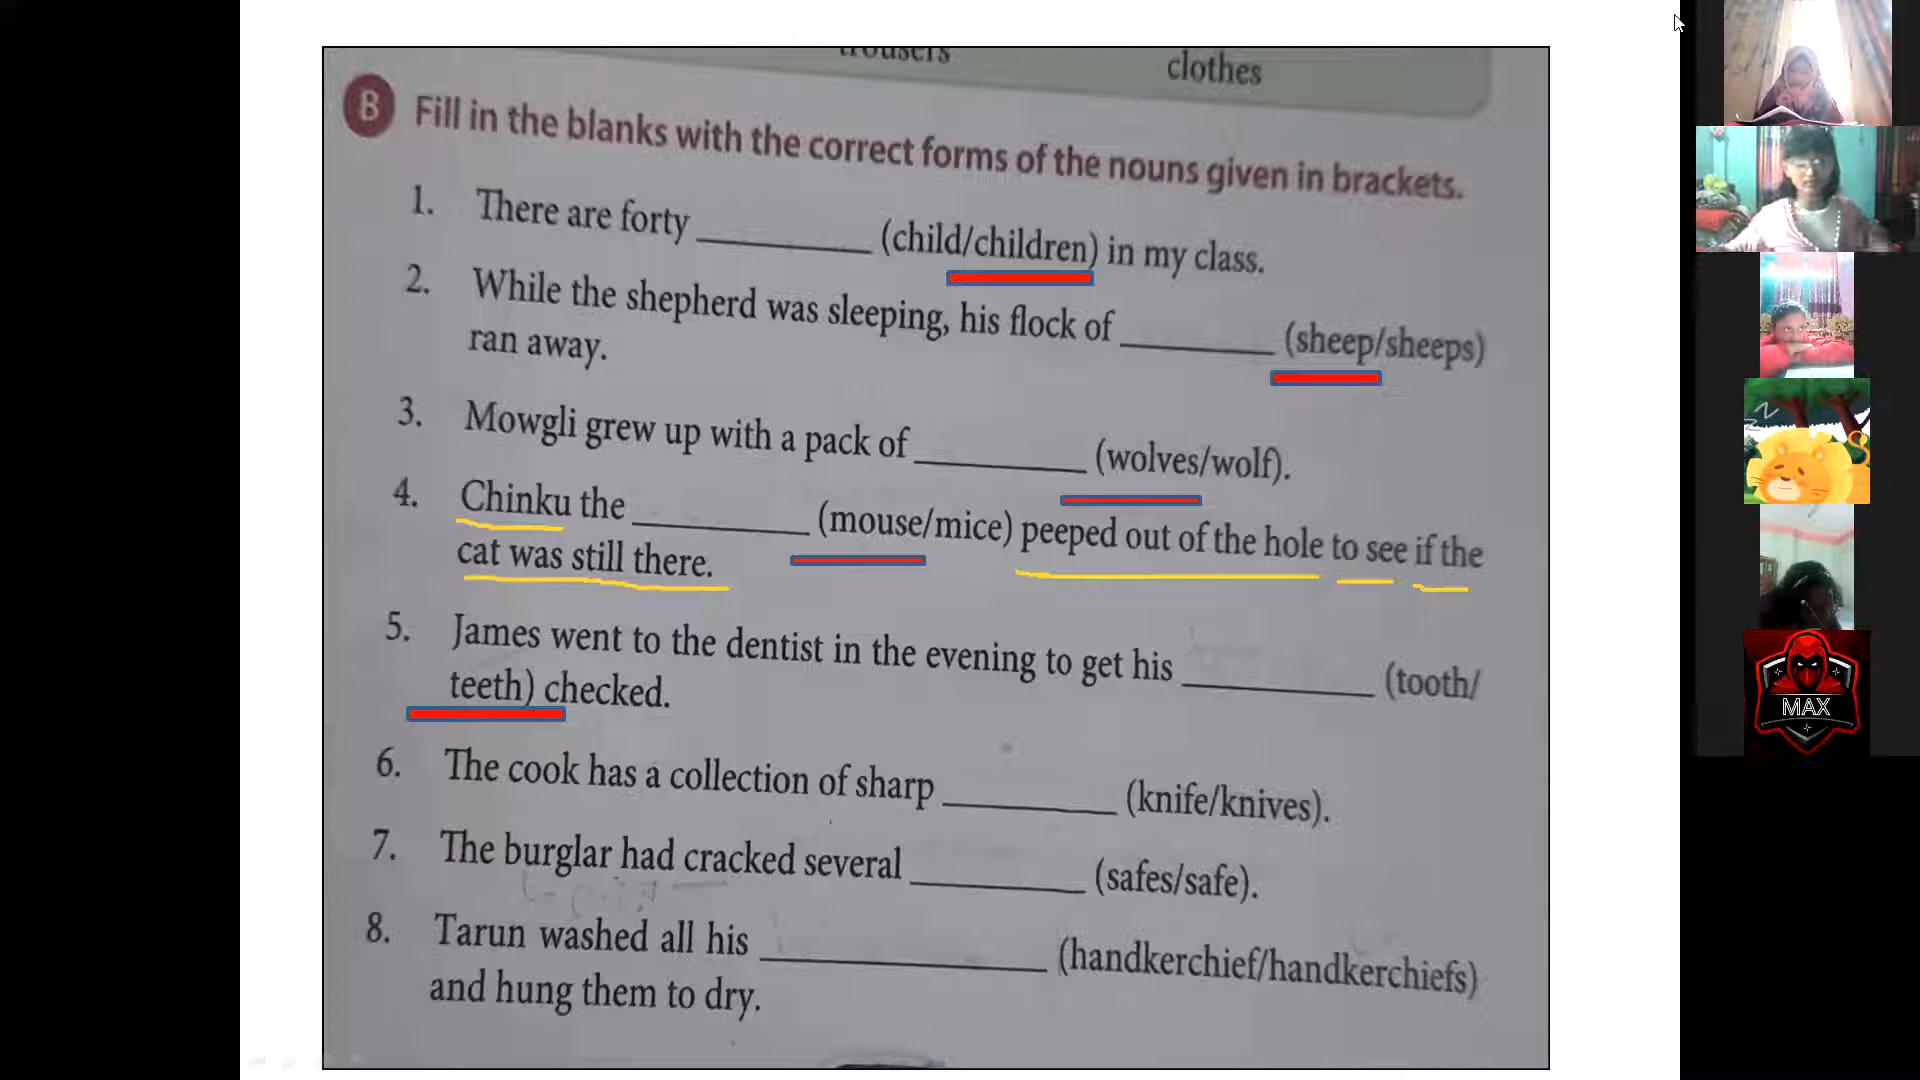 trousers clothes
B Fill in the blanks with the correct forms of the nouns given in brackets.
1. There are forty __________ (child/children) in my class.
2. While the shepherd was sleeping, his flock of __________ (sheep/sheeps)
ran away.
3. Mowgli grew up with a pack of __________ (wolves/wolf).
4. Chinku the __________ (mouse/mice) peeped out of the hole to see if the
cat was still there.
5. James went to the dentist in the evening to get his __________ (tooth/
teeth) checked.
6. The cook has a collection of sharp __________ (knife/knives).
7. The burglar had cracked several __________ (safes/safe).
8. Tarun washed all his __________ (handkerchief/handkerchiefs)
and hung them to dry.
MAX